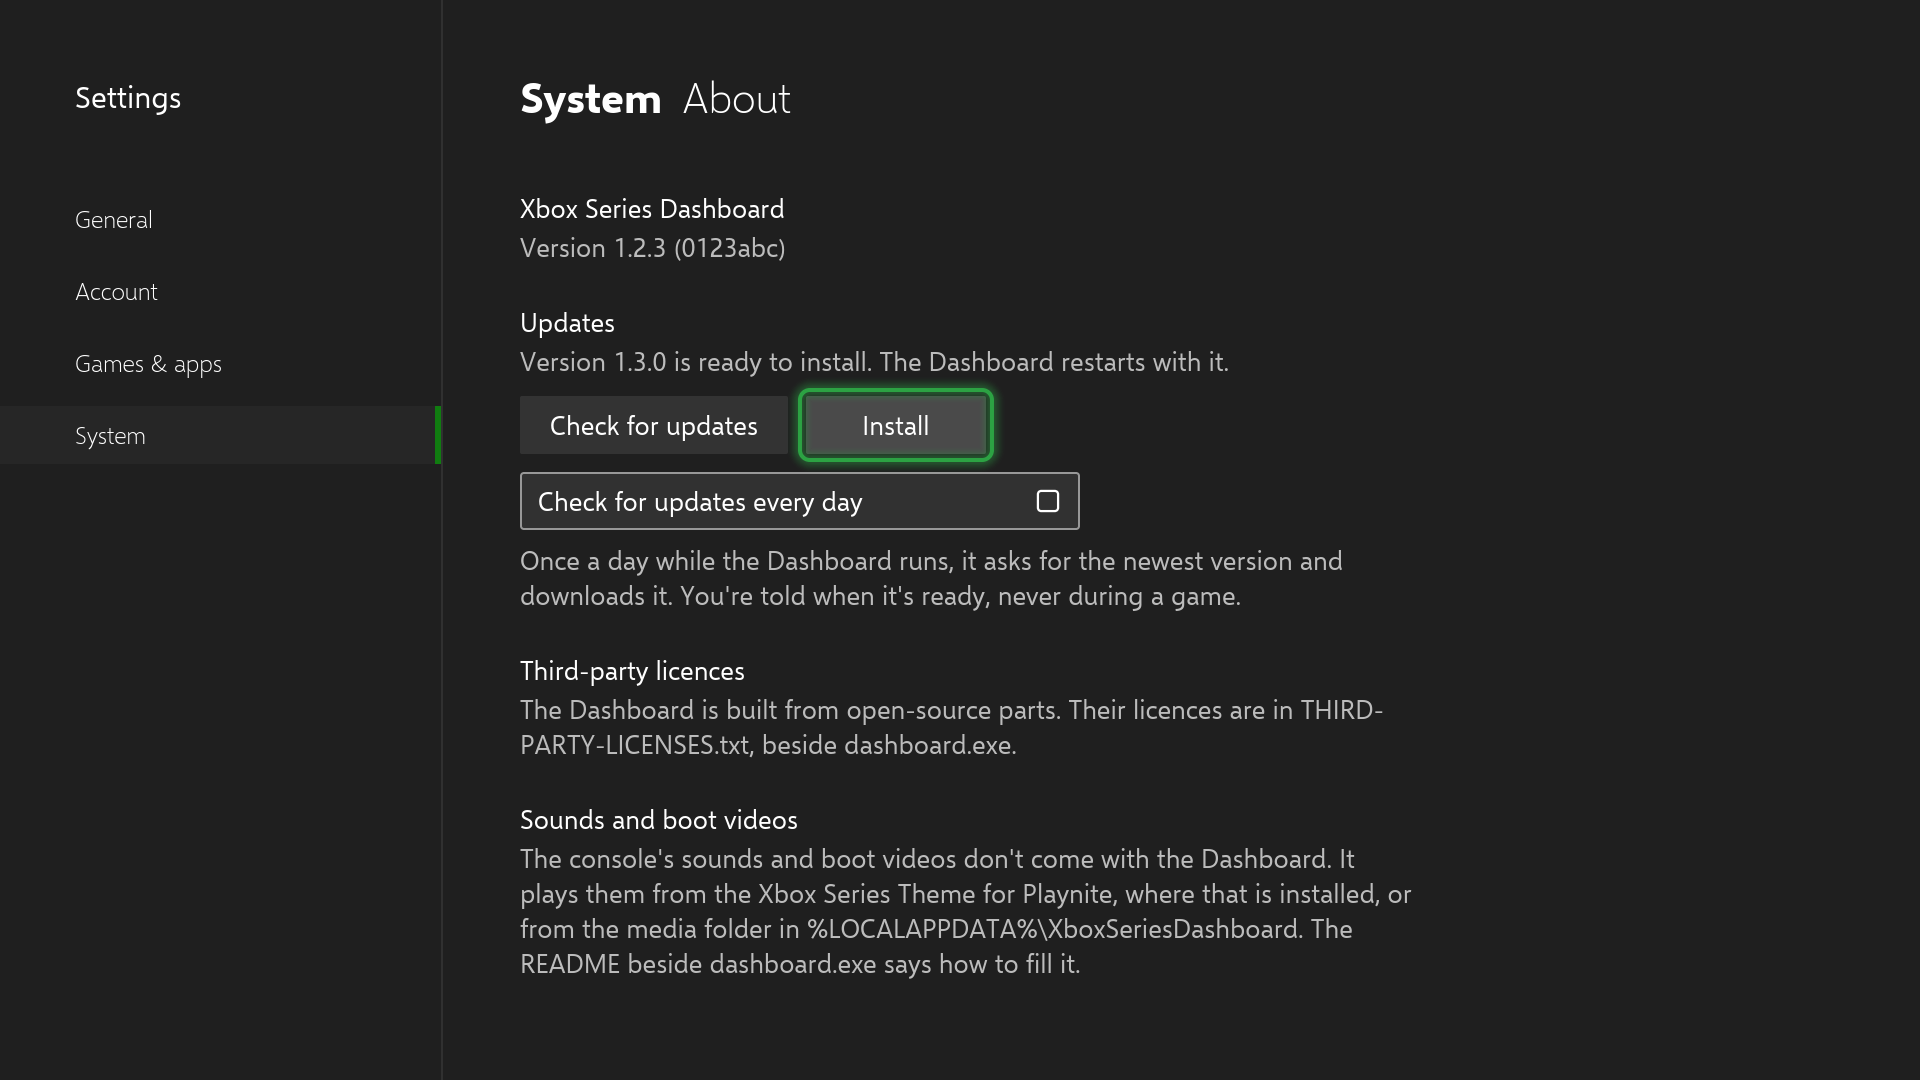 Settings
General
Account
Games & apps
System
System About
Xbox Series Dashboard
Version 1.2.3 (0123abc)
Updates
Version 1.3.0 is ready to install. The Dashboard restarts with it.
Check for updates
Install
Check for updates every day
Once a day while the Dashboard runs, it asks for the newest version and
downloads it. You're told when it's ready, never during a game.
Third-party licences
The Dashboard is built from open-source parts. Their licences are in THIRD-
PARTY-LICENSES.txt, beside dashboard.exe.
Sounds and boot videos
The console's sounds and boot videos don't come with the Dashboard. It
plays them from the Xbox Series Theme for Playnite, where that is installed, or
from the media folder in %LOCALAPPDATA%\XboxSeriesDashboard. The
README beside dashboard.exe says how to fill it.